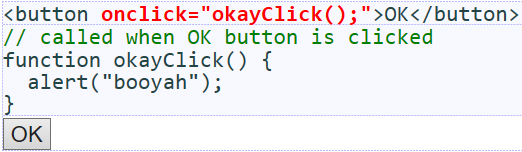 <button onclick="okayClick();">OK</button>
// called when OK button is clicked
function okayClick() {
  alert("booyah");
}
OK